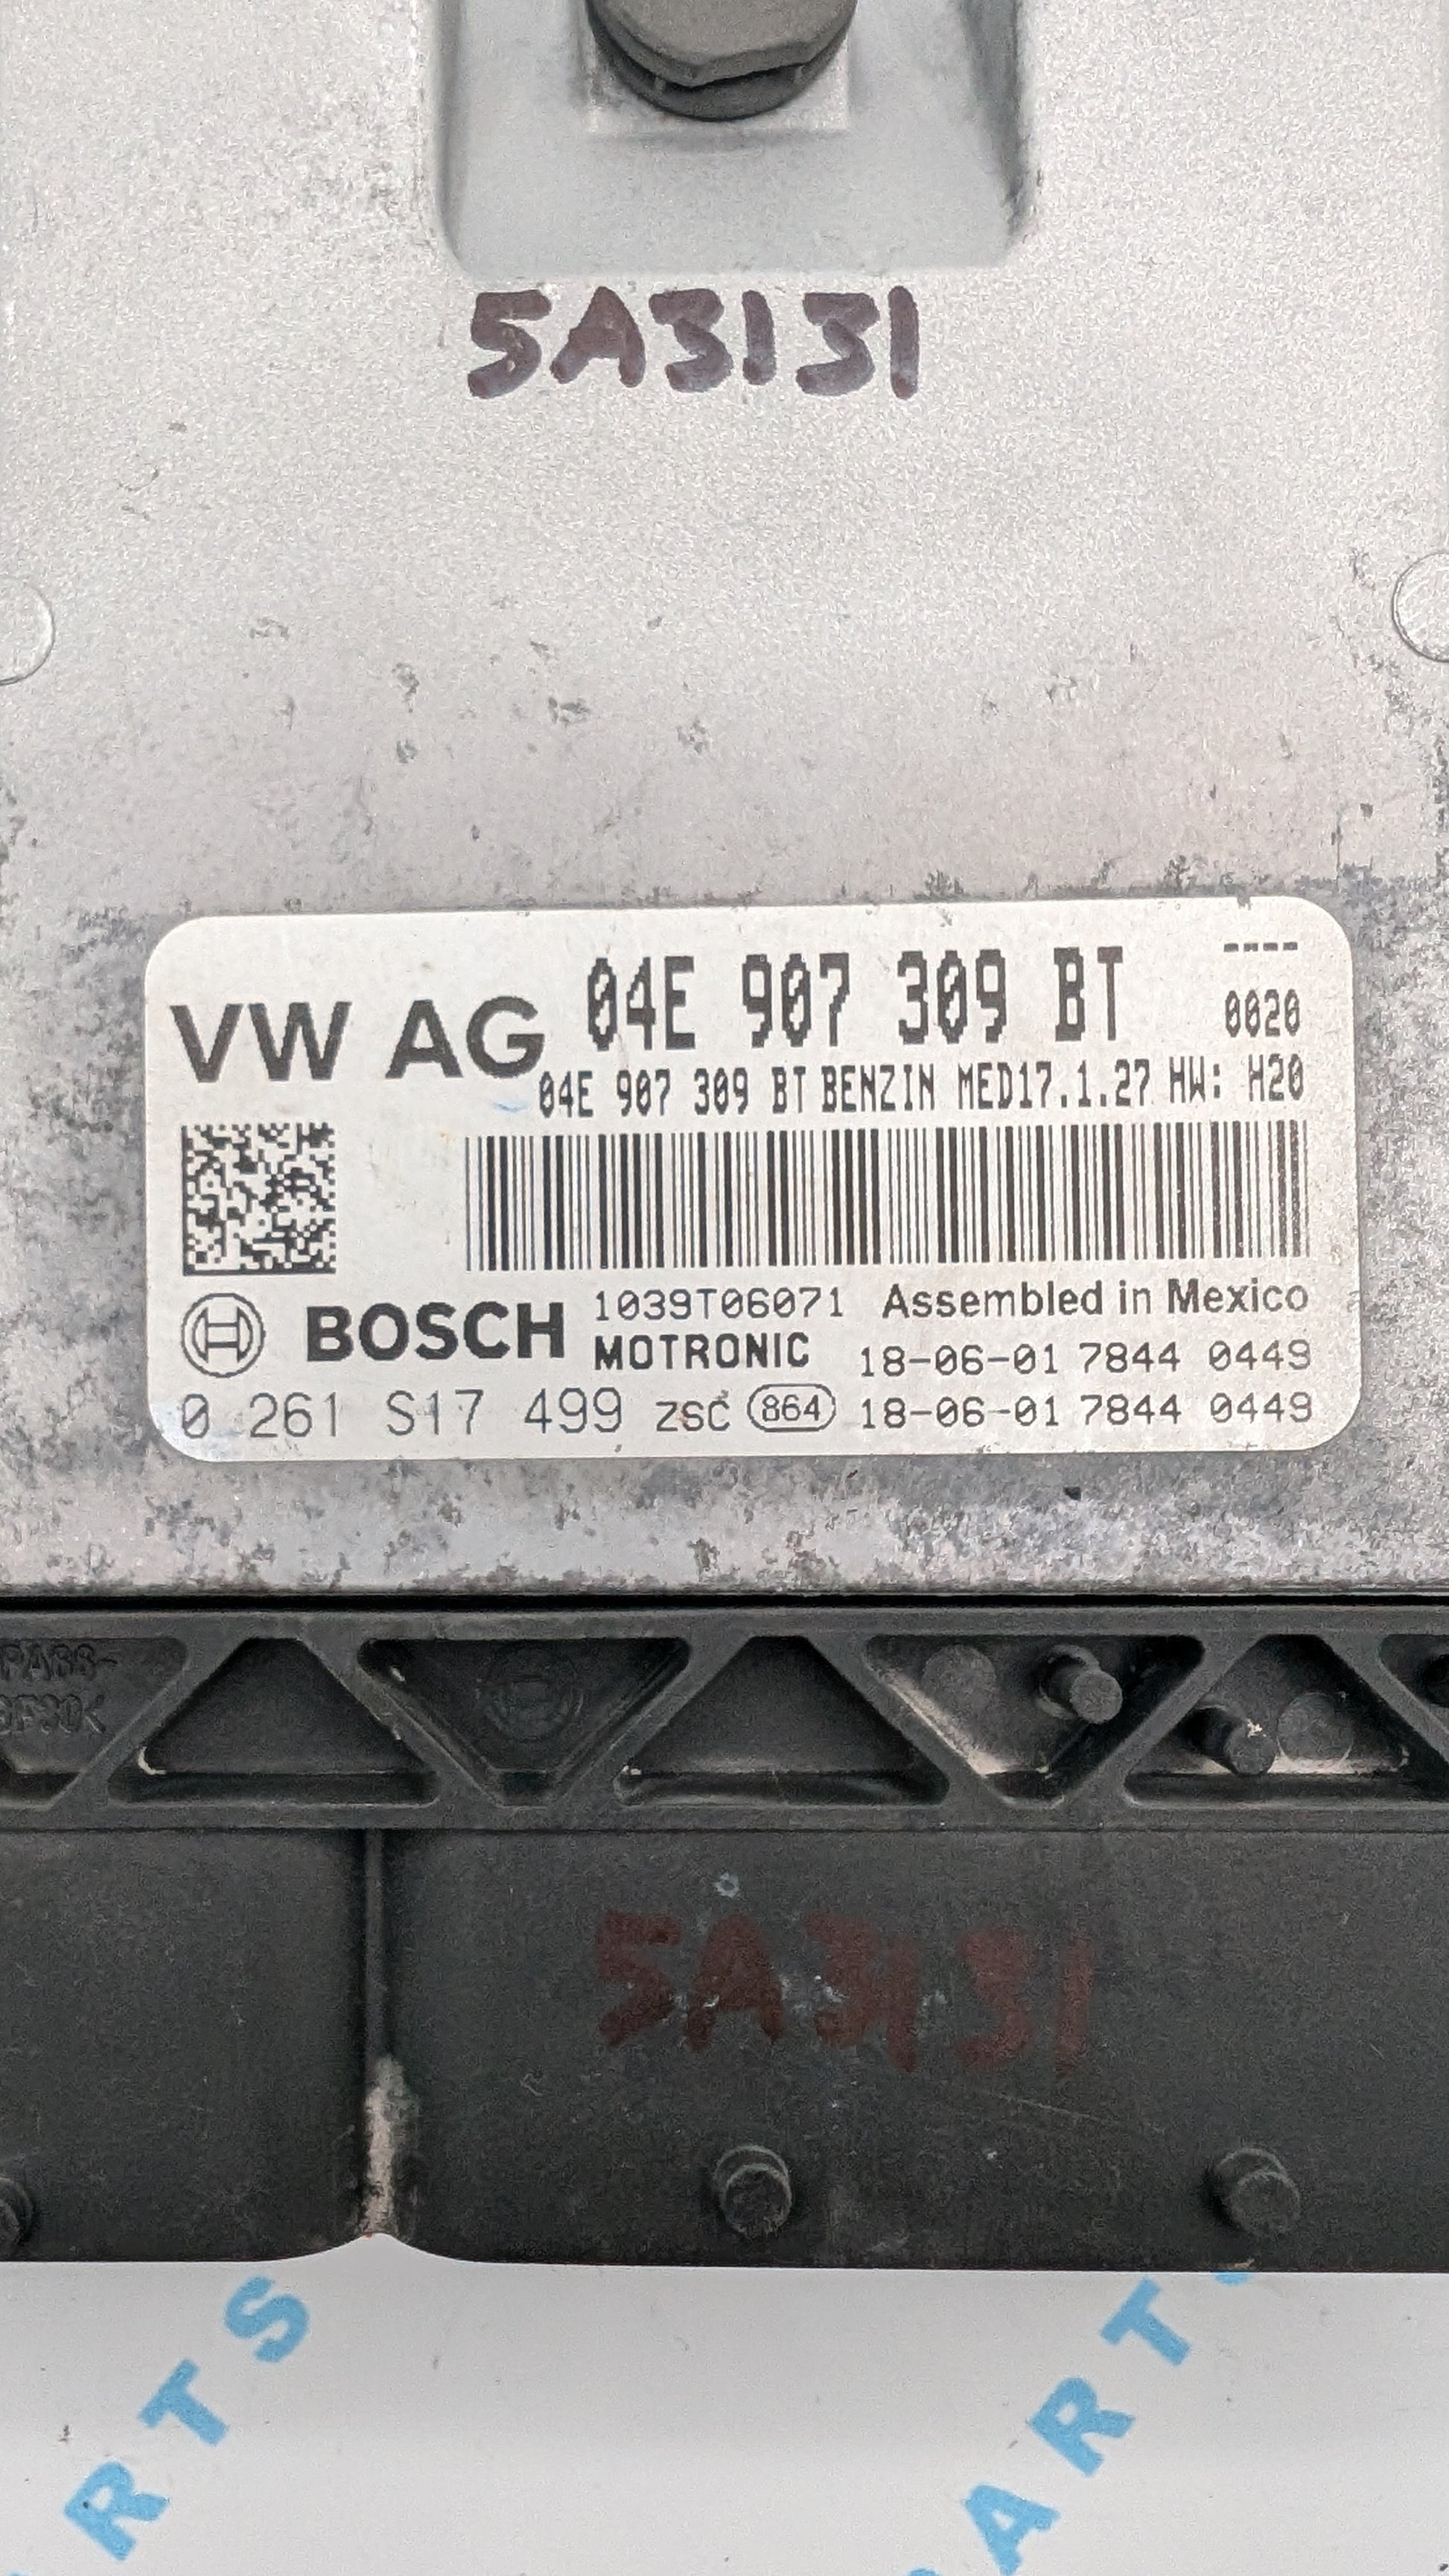 5A3131
VW AG 04E 907 309 BT ----
0020
04E 907 309 BT BENZIN MED17.1.27 HW: H20
BOSCH 1039T06071 Assembled in Mexico
MOTRONIC 18-06-01 7844 0449
0 261 S17 499 ZSC 864 18-06-01 7844 0449
5A3131
RTS
ART